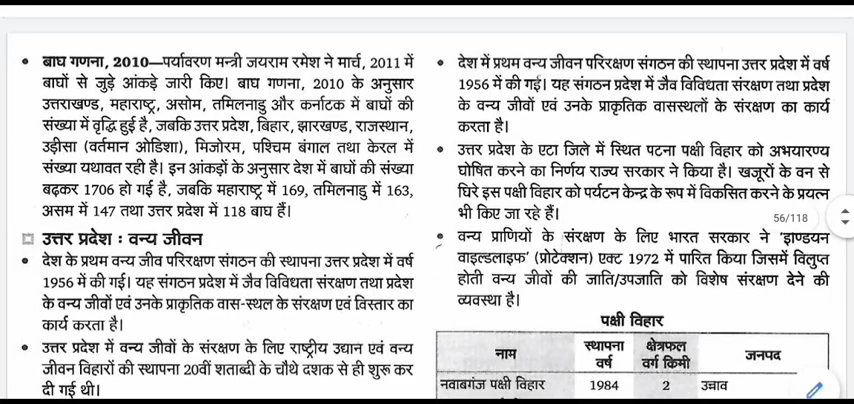 • बाघ गणना, 2010—पर्यावरण मन्त्री जयराम रमेश ने मार्च, 2011 में
बाघों से जुड़े आंकड़े जारी किए। बाघ गणना, 2010 के अनुसार
उत्तराखण्ड, महाराष्ट्र, असोम, तमिलनाडु और कर्नाटक में बाघों की
संख्या में वृद्धि हुई है, जबकि उत्तर प्रदेश, बिहार, झारखण्ड, राजस्थान,
उड़ीसा (वर्तमान ओडिशा), मिजोरम, पश्चिम बंगाल तथा केरल में
संख्या यथावत रही है। इन आंकड़ों के अनुसार देश में बाघों की संख्या
बढ़कर 1706 हो गई है, जबकि महाराष्ट्र में 169, तमिलनाडु में 163,
असम में 147 तथा उत्तर प्रदेश में 118 बाघ हैं।
उत्तर प्रदेश : वन्य जीवन
• देश के प्रथम वन्य जीव परिरक्षण संगठन की स्थापना उत्तर प्रदेश में वर्ष
1956 में की गई। यह संगठन प्रदेश में जैव विविधता संरक्षण तथा प्रदेश
के वन्य जीवों एवं उनके प्राकृतिक वास-स्थल के संरक्षण एवं विस्तार का
कार्य करता है।
• उत्तर प्रदेश में वन्य जीवों के संरक्षण के लिए राष्ट्रीय उद्यान एवं वन्य
जीवन विहारों की स्थापना 20वीं शताब्दी के चौथे दशक से ही शुरू कर
दी गई थी।
• देश में प्रथम वन्य जीवन परिरक्षण संगठन की स्थापना उत्तर प्रदेश में वर्ष
1956 में की गई। यह संगठन प्रदेश में जैव विविधता संरक्षण तथा प्रदेश
के वन्य जीवों एवं उनके प्राकृतिक वासस्थलों के संरक्षण का कार्य
करता है।
• उत्तर प्रदेश के एटा जिले में स्थित पटना पक्षी विहार को अभयारण्य
घोषित करने का निर्णय राज्य सरकार ने किया है। खजूरों के वन से
घिरे इस पक्षी विहार को पर्यटन केन्द्र के रूप में विकसित करने के प्रयत्न
भी किए जा रहे हैं।
56/118
• वन्य प्राणियों के संरक्षण के लिए भारत सरकार ने 'इाण्डयन
वाइल्डलाइफ' (प्रोटेक्शन) एक्ट 1972 में पारित किया जिसमें विलुप्त
होती वन्य जीवों की जाति/उपजाति को विशेष संरक्षण देने की
व्यवस्था है।
पक्षी विहार
नाम स्थापना वर्ष क्षेत्रफल वर्ग किमी जनपद
नवाबगंज पक्षी विहार 1984 2 उन्नाव